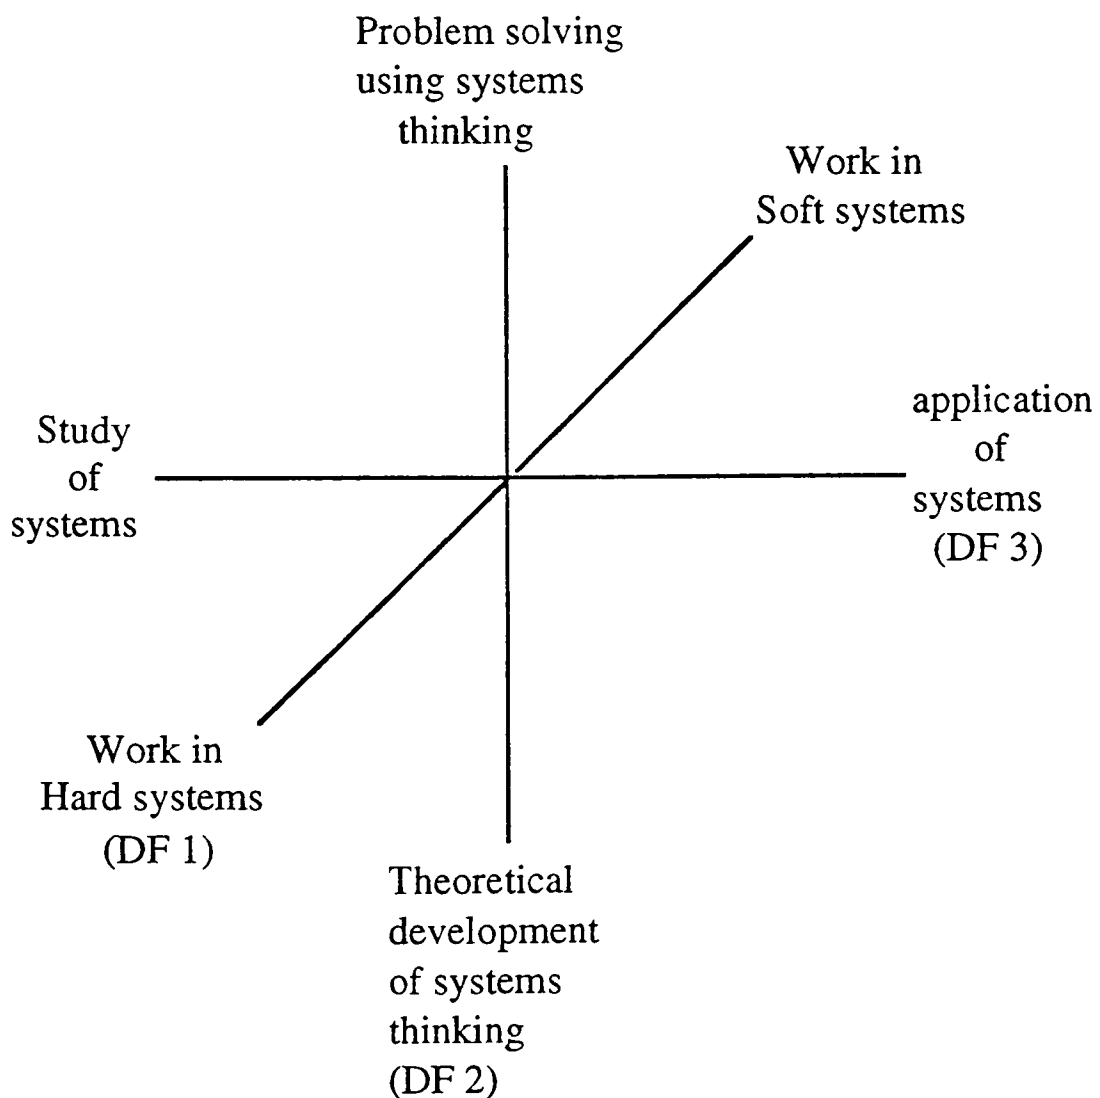 Problem solving
using systems
thinking
Work in
Soft systems
application
of
systems
(DF 3)
Study
of
systems
Work in
Hard systems
(DF 1)
Theoretical
development
of systems
thinking
(DF 2)